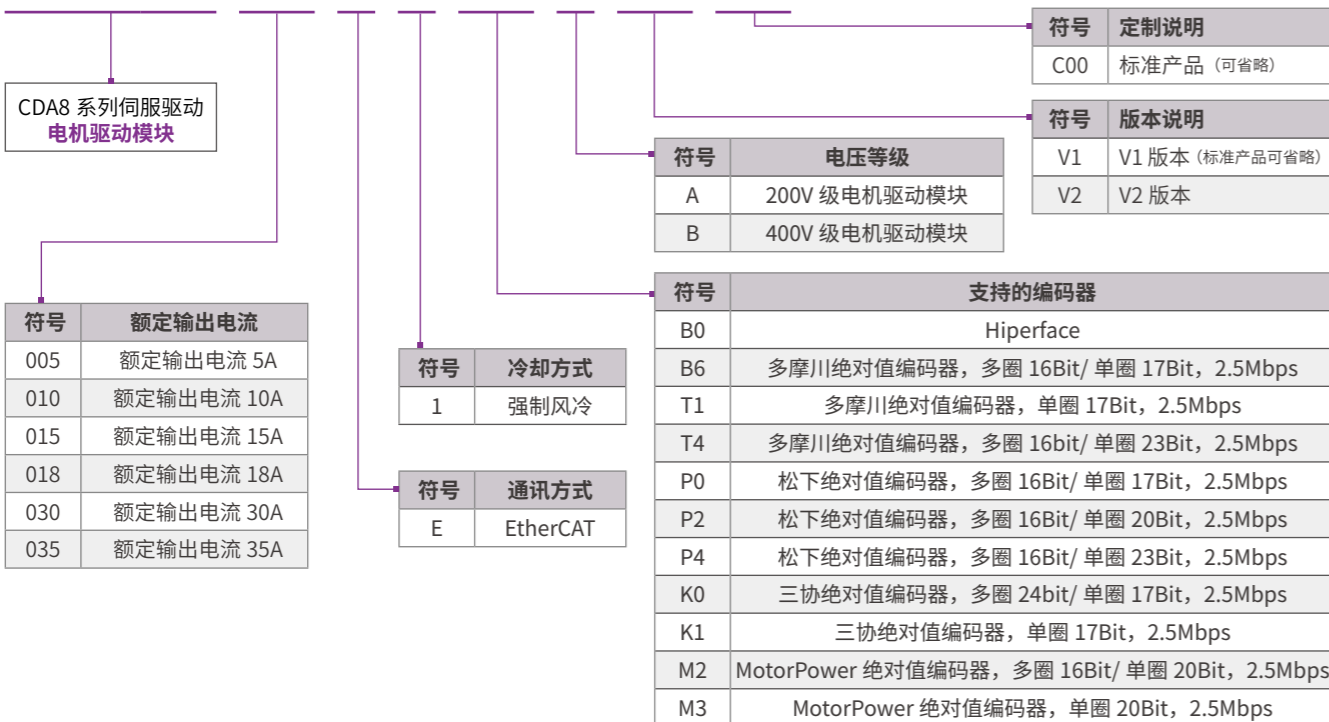 符号 定制说明
C00 标准产品（可省略）
CDA8 系列伺服驱动
电机驱动模块
符号 版本说明
V1 V1 版本（标准产品可省略）
V2 V2 版本
符号 电压等级
A 200V 级电机驱动模块
B 400V 级电机驱动模块
符号 额定输出电流
005 额定输出电流 5A
010 额定输出电流 10A
015 额定输出电流 15A
018 额定输出电流 18A
030 额定输出电流 30A
035 额定输出电流 35A
符号 冷却方式
1 强制风冷
符号 通讯方式
E EtherCAT
符号 支持的编码器
B0 Hiperface
B6 多摩川绝对值编码器，多圈 16Bit/ 单圈 17Bit，2.5Mbps
T1 多摩川绝对值编码器，单圈 17Bit，2.5Mbps
T4 多摩川绝对值编码器，多圈 16bit/ 单圈 23Bit，2.5Mbps
P0 松下绝对值编码器，多圈 16Bit/ 单圈 17Bit，2.5Mbps
P2 松下绝对值编码器，多圈 16Bit/ 单圈 20Bit，2.5Mbps
P4 松下绝对值编码器，多圈 16Bit/ 单圈 23Bit，2.5Mbps
K0 三协绝对值编码器，多圈 24bit/ 单圈 17Bit，2.5Mbps
K1 三协绝对值编码器，单圈 17Bit，2.5Mbps
M2 MotorPower 绝对值编码器，多圈 16Bit/ 单圈 20Bit，2.5Mbps
M3 MotorPower 绝对值编码器，单圈 20Bit，2.5Mbps